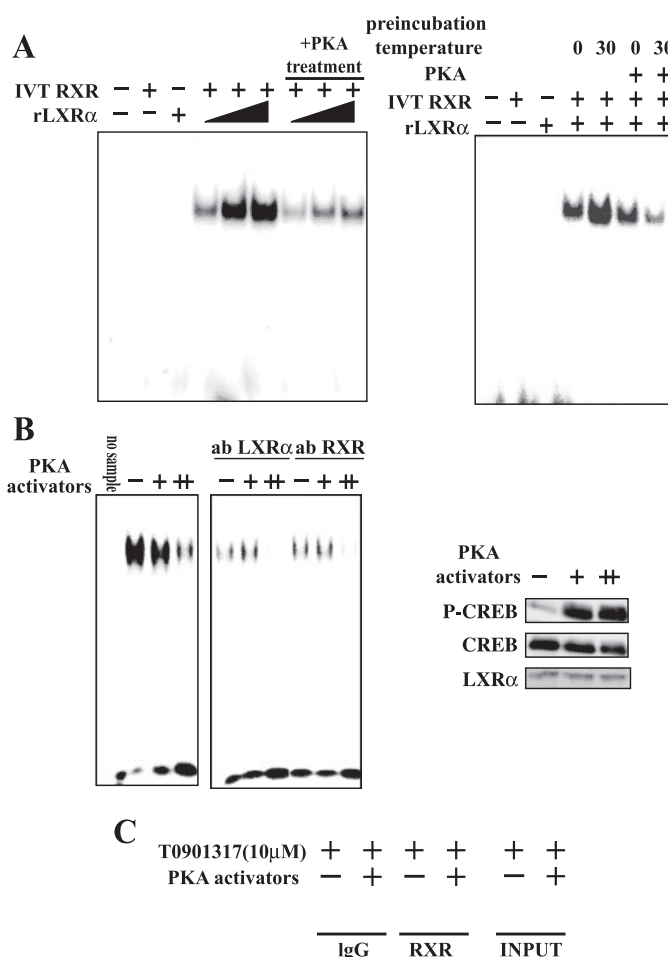 A
+PKA
treatment
IVT RXR − + + + + + + +
rLXRα − − +
preincubation
temperature 0 30 0 30
PKA + +
IVT RXR − + + + + +
rLXRα − − + + + + +
B
no sample
PKA
activators − + ++
ab LXRα ab RXR
− + ++ − + ++
PKA
activators − + ++
P-CREB
CREB
LXRα
C
T0901317(10μM) + + + + + +
PKA activators − + − + − +
IgG RXR INPUT